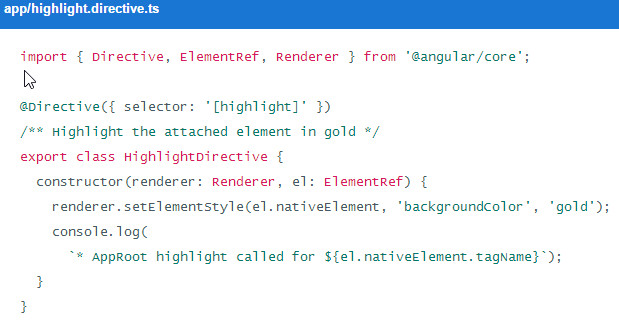 app/highlight.directive.ts
import { Directive, ElementRef, Renderer } from '@angular/core';
@Directive({ selector: '[highlight]' })
/** Highlight the attached element in gold */
export class HighlightDirective {
  constructor(renderer: Renderer, el: ElementRef) {
    renderer.setElementStyle(el.nativeElement, 'backgroundColor', 'gold');
    console.log(
      `* AppRoot highlight called for ${el.nativeElement.tagName}`);
  }
}